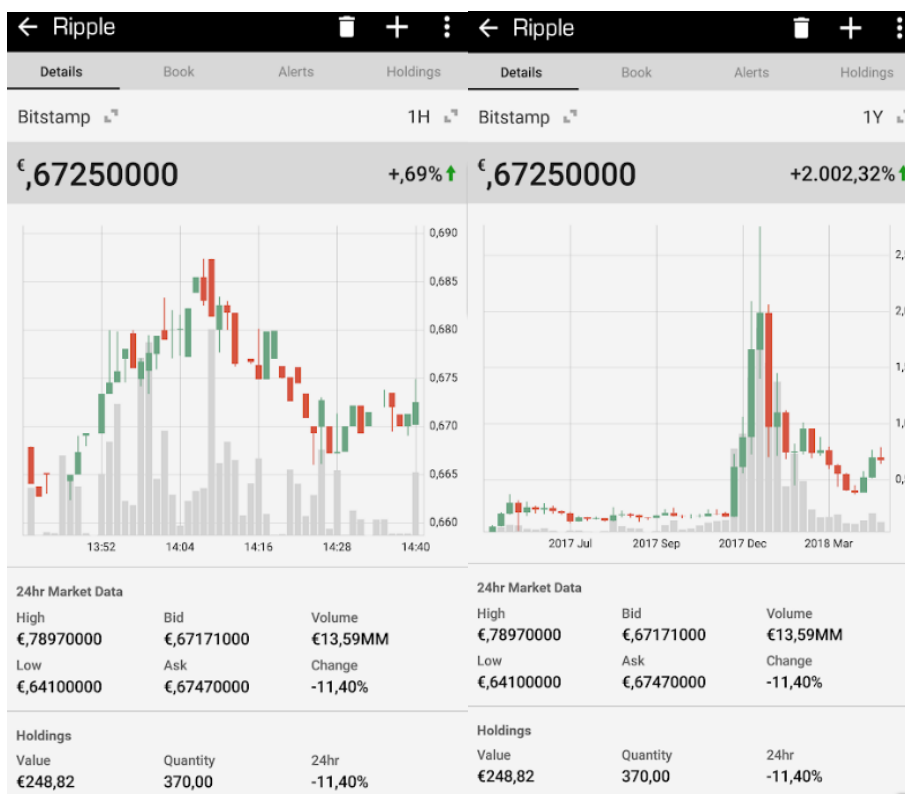 Ripple
Details Book Alerts Holdings
Bitstamp 1H
€,67250000 +,69%
0,690
0,685
0,680
0,675
0,670
0,665
0,660
13:52 14:04 14:16 14:28 14:40
24hr Market Data
High Bid Volume
€,78970000 €,67171000 €13,59MM
Low Ask Change
€,64100000 €,67470000 -11,40%
Holdings
Value Quantity 24hr
€248,82 370,00 -11,40%
Ripple
Details Book Alerts Holdings
Bitstamp 1Y
€,67250000 +2.002,32%
2017 Jul 2017 Sep 2017 Dec 2018 Mar
24hr Market Data
High Bid Volume
€,78970000 €,67171000 €13,59MM
Low Ask Change
€,64100000 €,67470000 -11,40%
Holdings
Value Quantity 24hr
€248,82 370,00 -11,40%